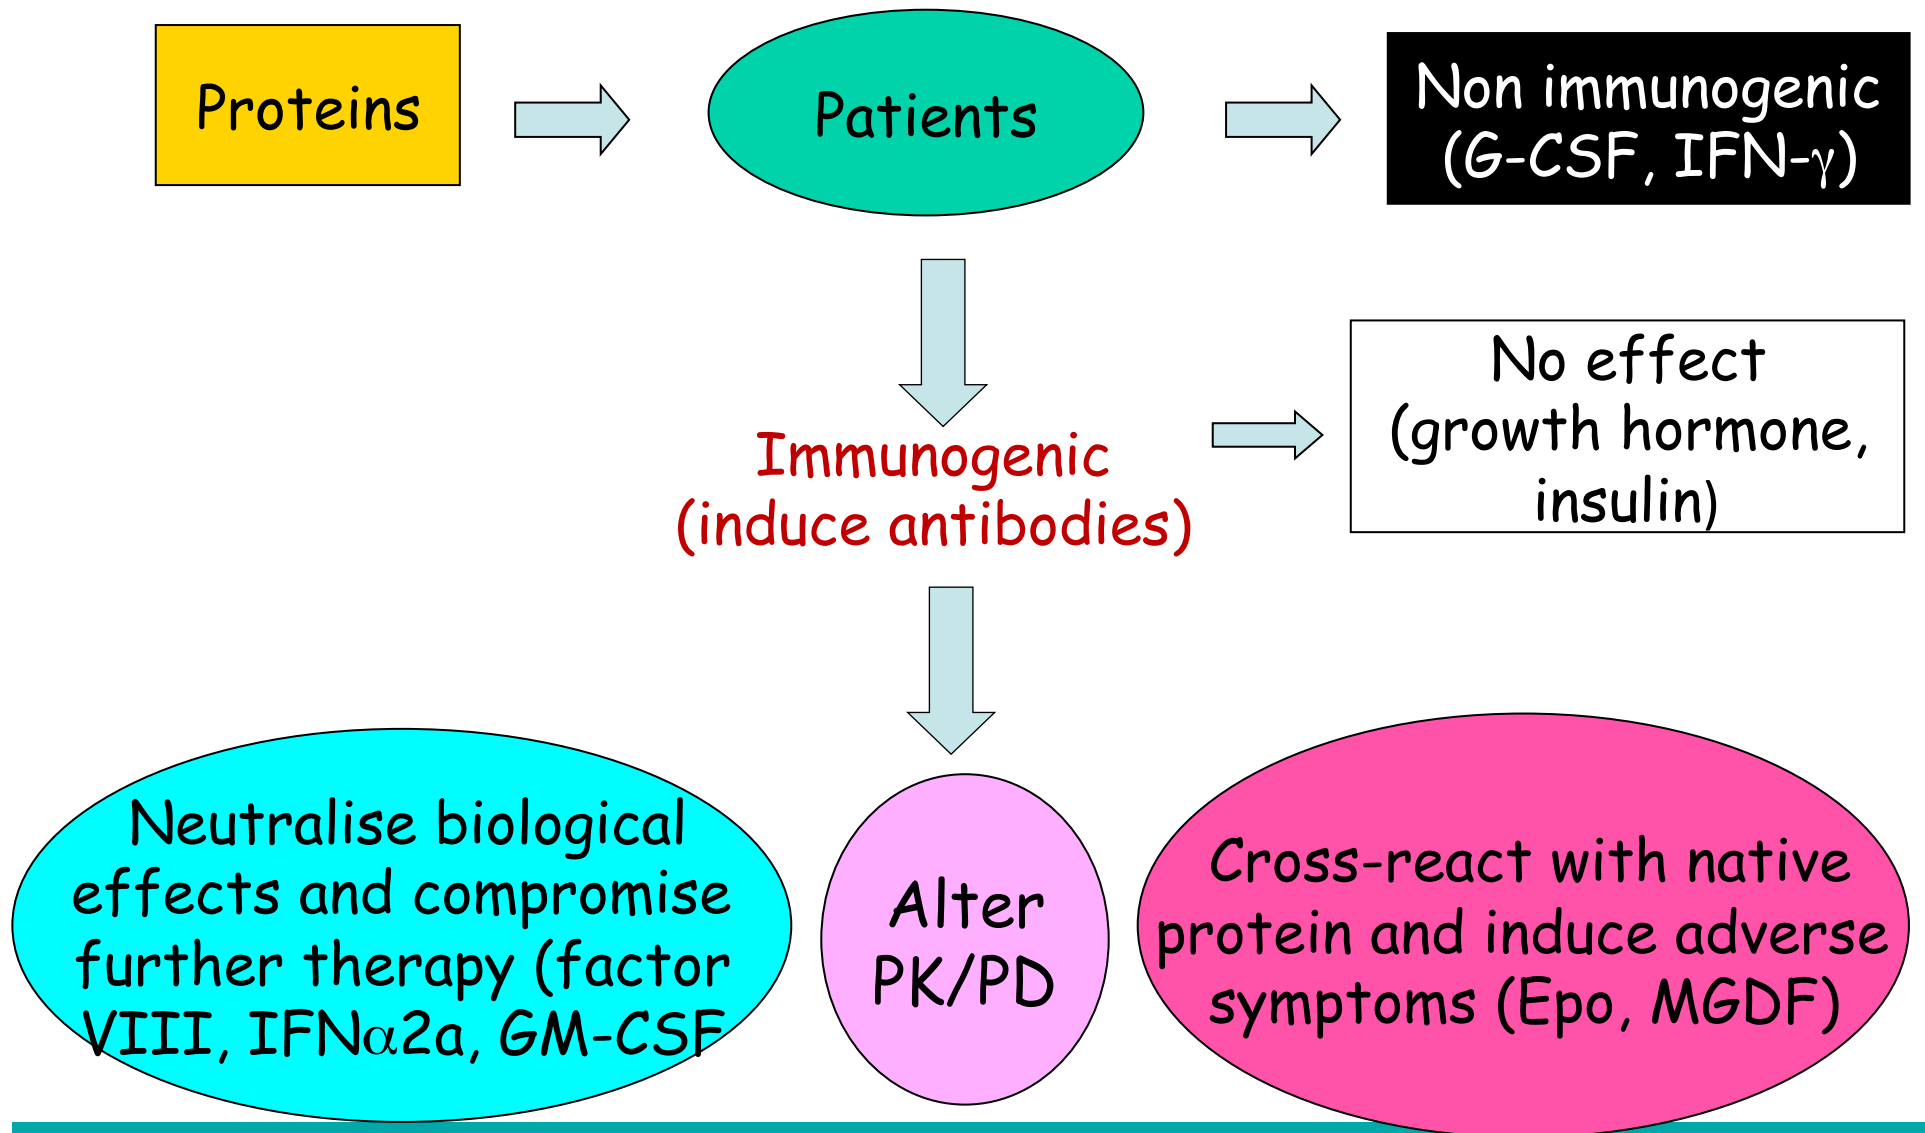 Proteins
Patients
Non immunogenic
(G-CSF, IFN-γ)
No effect
(growth hormone,
insulin)
Immunogenic
(induce antibodies)
Neutralise biological
effects and compromise
further therapy (factor
VIII, IFNα2a, GM-CSF
Alter
PK/PD
Cross-react with native
protein and induce adverse
symptoms (Epo, MGDF)